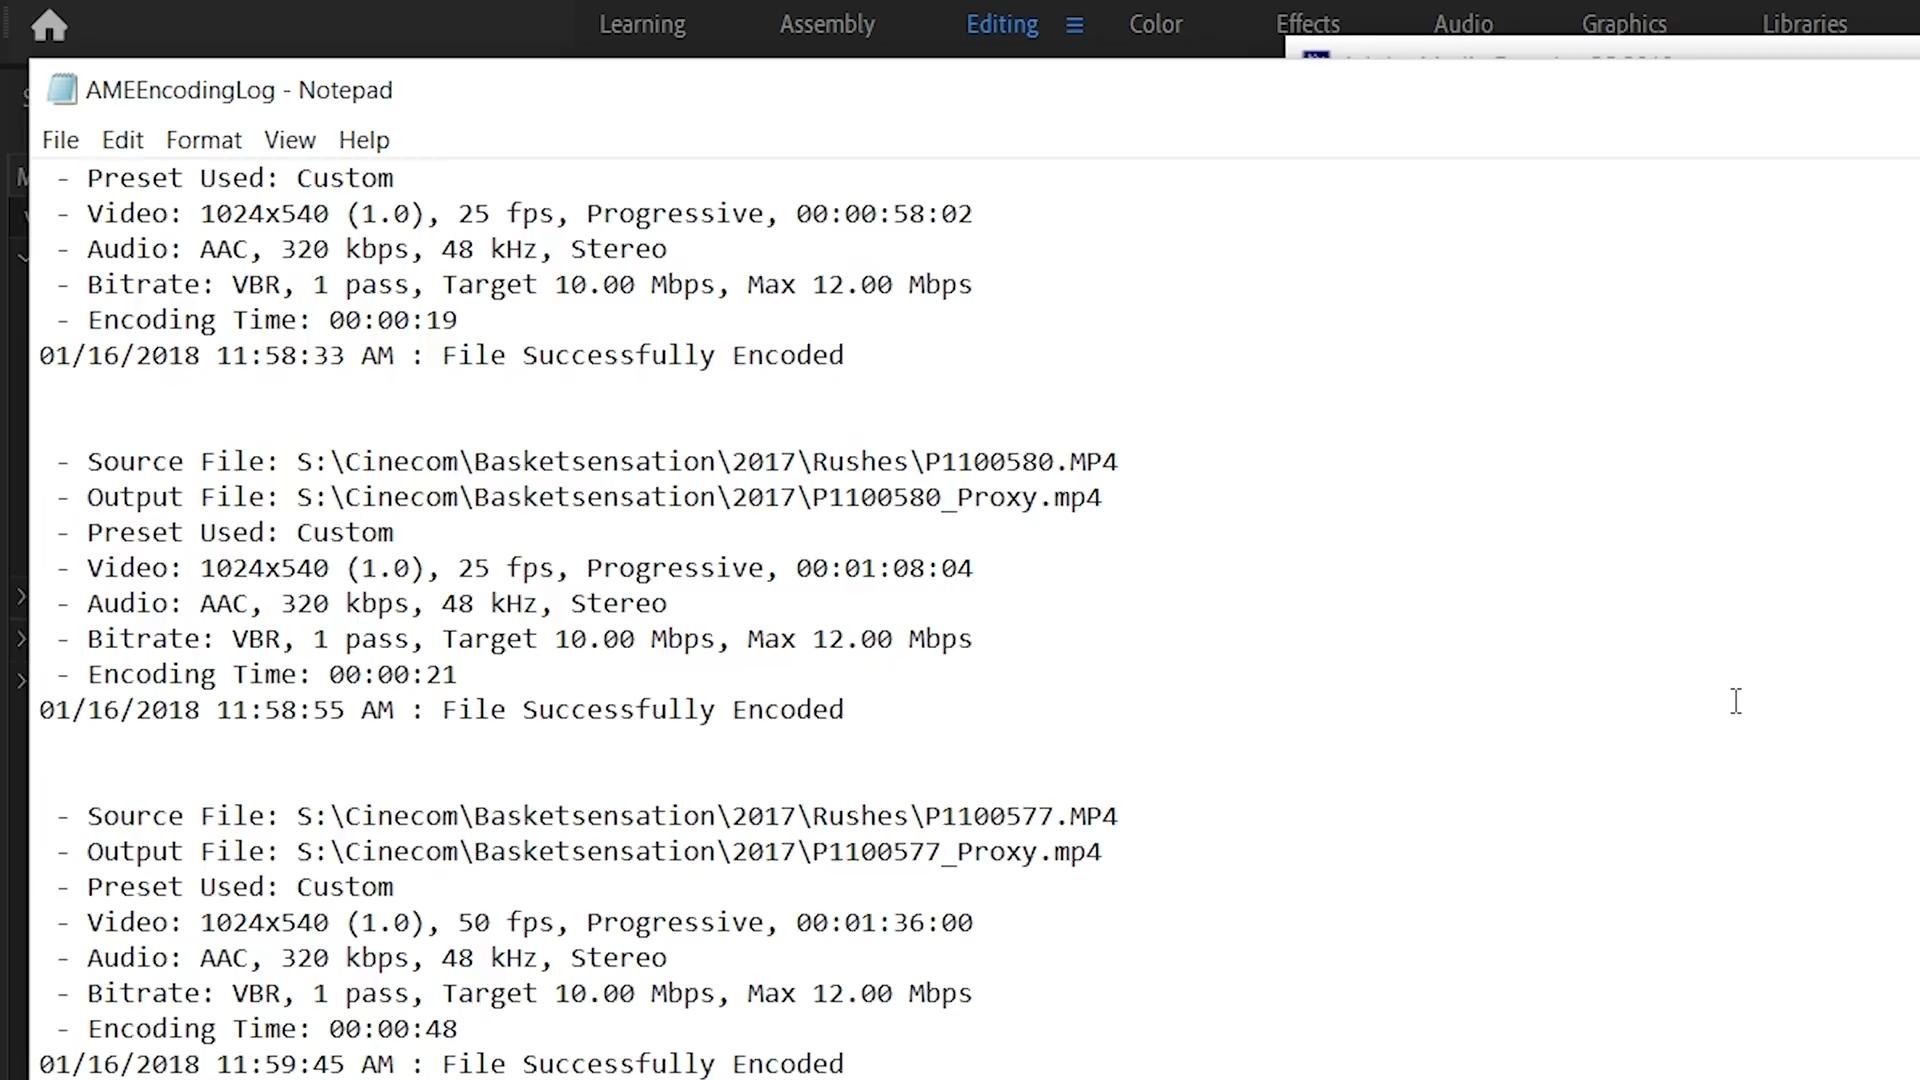 Learning Assembly Editing Color Effects Audio Graphics Libraries
AMEEncodingLog - Notepad
File Edit Format View Help
- Preset Used: Custom
- Video: 1024x540 (1.0), 25 fps, Progressive, 00:00:58:02
- Audio: AAC, 320 kbps, 48 kHz, Stereo
- Bitrate: VBR, 1 pass, Target 10.00 Mbps, Max 12.00 Mbps
- Encoding Time: 00:00:19
01/16/2018 11:58:33 AM : File Successfully Encoded
- Source File: S:\Cinecom\Basketsensation\2017\Rushes\P1100580.MP4
- Output File: S:\Cinecom\Basketsensation\2017\P1100580_Proxy.mp4
- Preset Used: Custom
- Video: 1024x540 (1.0), 25 fps, Progressive, 00:01:08:04
- Audio: AAC, 320 kbps, 48 kHz, Stereo
- Bitrate: VBR, 1 pass, Target 10.00 Mbps, Max 12.00 Mbps
- Encoding Time: 00:00:21
01/16/2018 11:58:55 AM : File Successfully Encoded
- Source File: S:\Cinecom\Basketsensation\2017\Rushes\P1100577.MP4
- Output File: S:\Cinecom\Basketsensation\2017\P1100577_Proxy.mp4
- Preset Used: Custom
- Video: 1024x540 (1.0), 50 fps, Progressive, 00:01:36:00
- Audio: AAC, 320 kbps, 48 kHz, Stereo
- Bitrate: VBR, 1 pass, Target 10.00 Mbps, Max 12.00 Mbps
- Encoding Time: 00:00:48
01/16/2018 11:59:45 AM : File Successfully Encoded